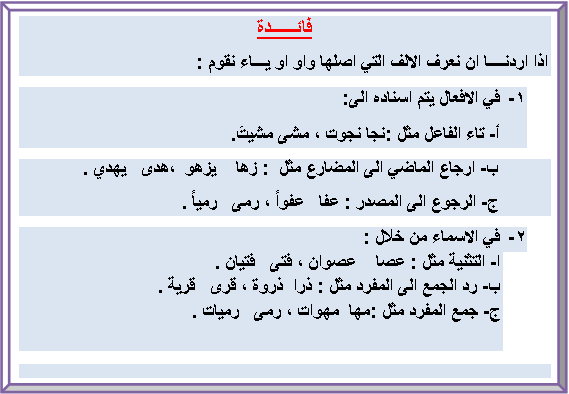 فائـــــدة
اذا اردنـــا ان نعرف الالف التي اصلها واو او يـــاء نقوم :
١- في الافعال يتم اسناده الى:
أ- تاء الفاعل مثل :نجا نجوت ، مشى مشيتَ.
ب- ارجاع الماضي الى المضارع مثل : زها يزهو ،هدى يهدي .
ج- الرجوع الى المصدر : عفا عفواً ، رمى رمياً .
٢- في الاسماء من خلال :
ا- التثنية مثل : عصا عصوان ، فتى فتيان .
ب- رد الجمع الى المفرد مثل : ذرا ذروة ، قرى قرية .
ج- جمع المفرد مثل :مها مهوات ، رمى رميات .